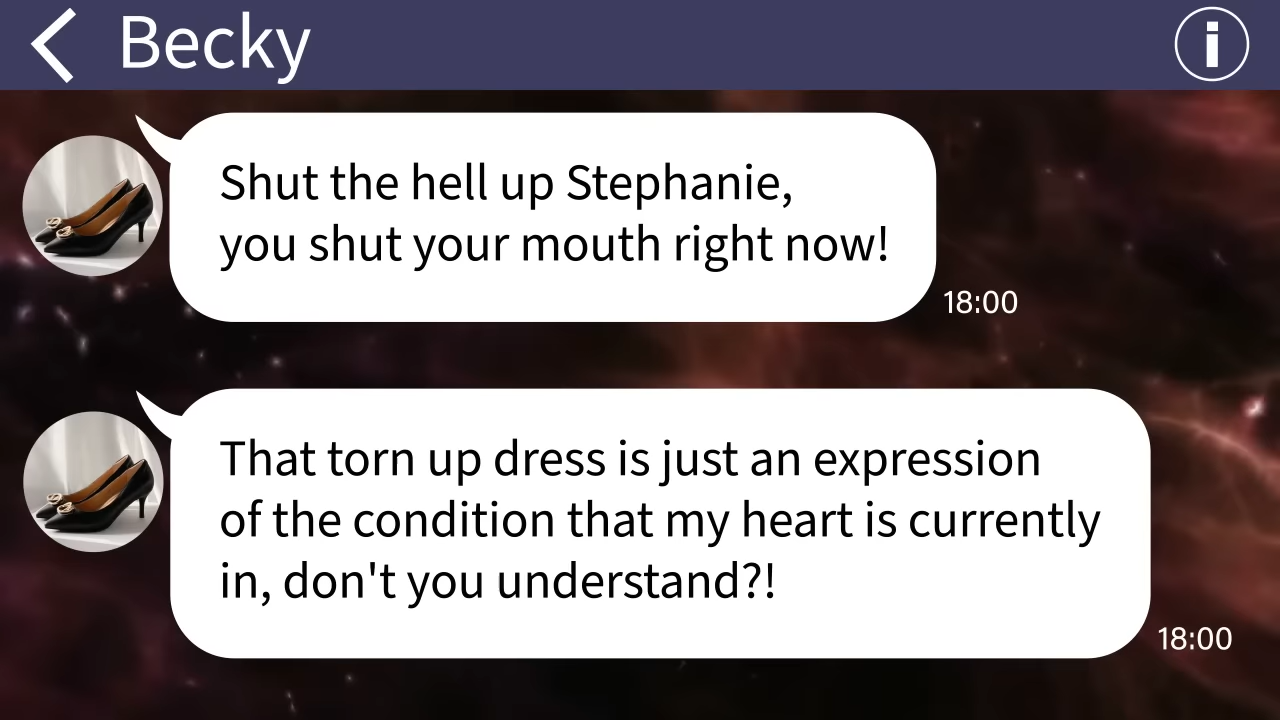 Becky
Shut the hell up Stephanie,
you shut your mouth right now!
18:00
That torn up dress is just an expression
of the condition that my heart is currently
in, don't you understand?!
18:00